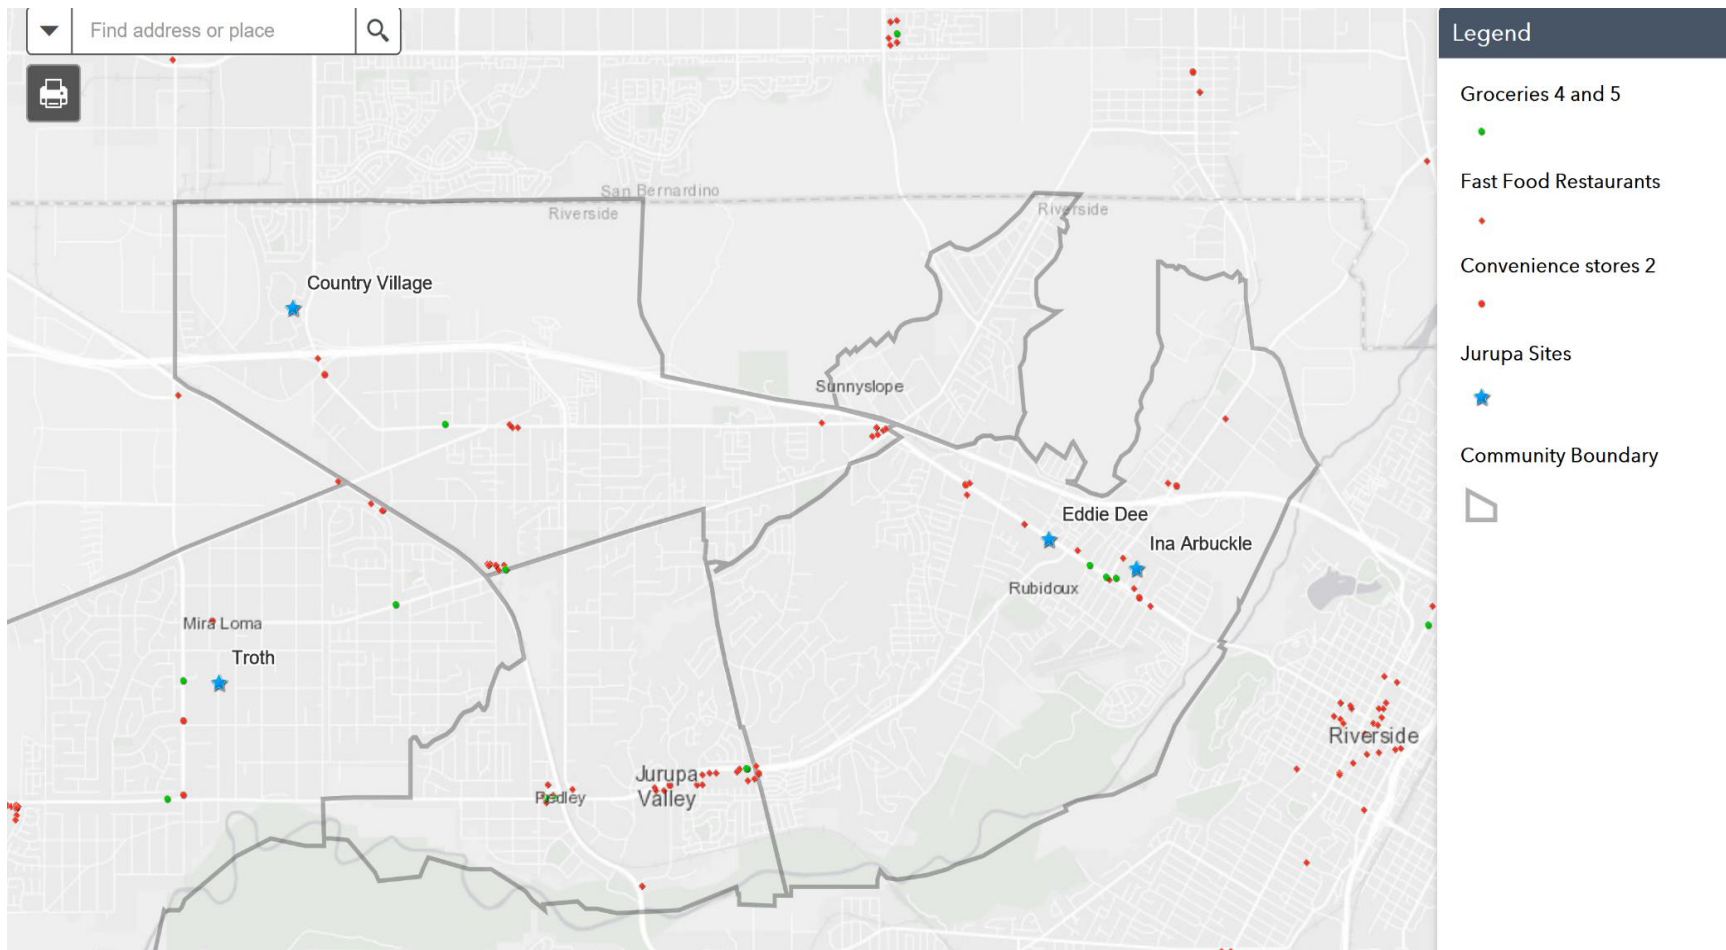 Find address or place
San Bernardino
Riverside
Riverside
Country Village
Sunnyslope
Eddie Dee
Ina Arbuckle
Rubidoux
Mira Loma
Troth
Pedley
Jurupa
Valley
Riverside
Legend
Groceries 4 and 5
Fast Food Restaurants
Convenience stores 2
Jurupa Sites
Community Boundary